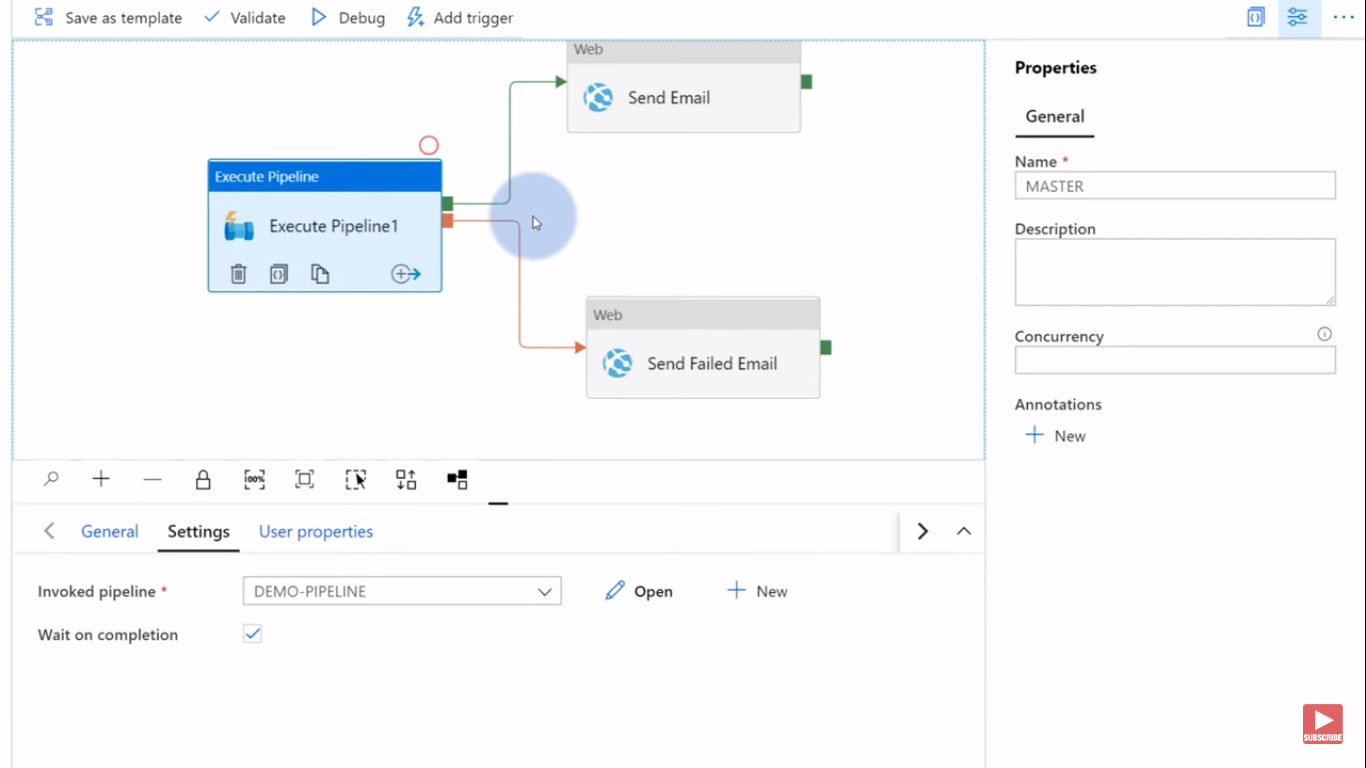 Save as template
Validate
Debug
Add trigger
Web
Send Email
Execute Pipeline
Execute Pipeline1
Web
Send Failed Email
Properties
General
Name *
MASTER
Description
Concurrency
Annotations
New
100%
General
Settings
User properties
Invoked pipeline *
DEMO-PIPELINE
Open
New
Wait on completion
SUBSCRIBE